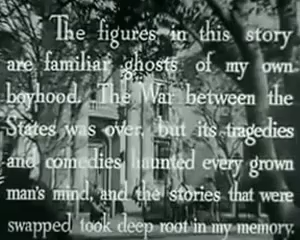 The figures in this story
are familiar ghosts of my own
boyhood. The War between the
States was over, but its tragedies
and comedies haunted every grown
man's mind, and the stories that were
swapped took deep root in my memory.